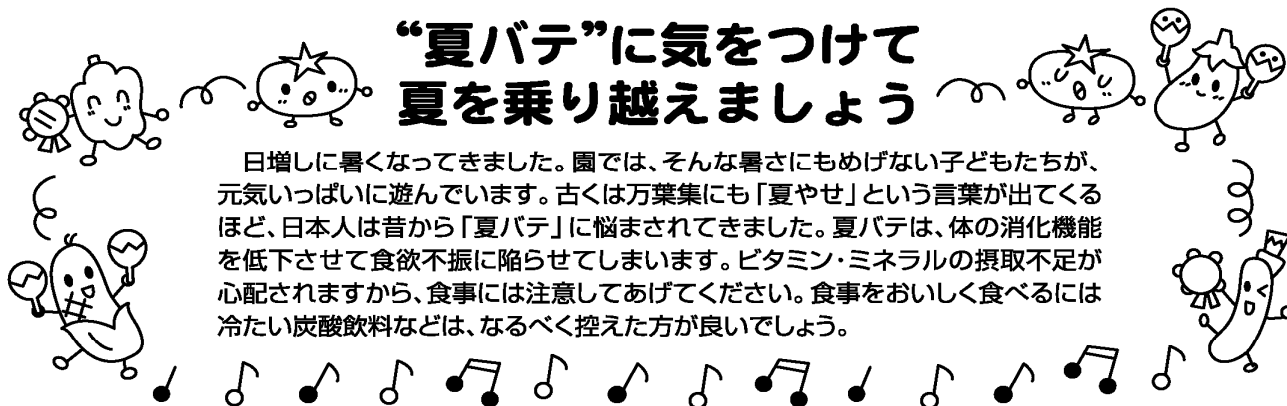 “夏バテ”に気をつけて
夏を乗り越えましょう
日増しに暑くなってきました。園では、そんな暑さにもめげない子どもたちが、
元気いっぱいに遊んでいます。古くは万葉集にも「夏やせ」という言葉が出てくる
ほど、日本人は昔から「夏バテ」に悩まされてきました。夏バテは、体の消化機能
を低下させて食欲不振に陥らせてしまいます。ビタミン・ミネラルの摂取不足が
心配されますから、食事には注意してあげてください。食事をおいしく食べるには
冷たい炭酸飲料などは、なるべく控えた方が良いでしょう。